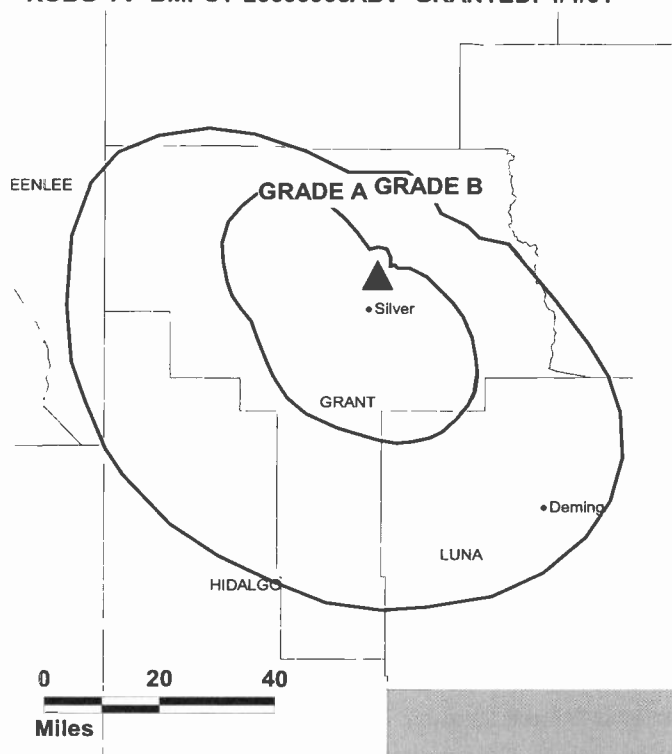 EENLEE
GRADE A GRADE B
Silver
GRANT
Deming
LUNA
HIDALGO
0 20 40
Miles